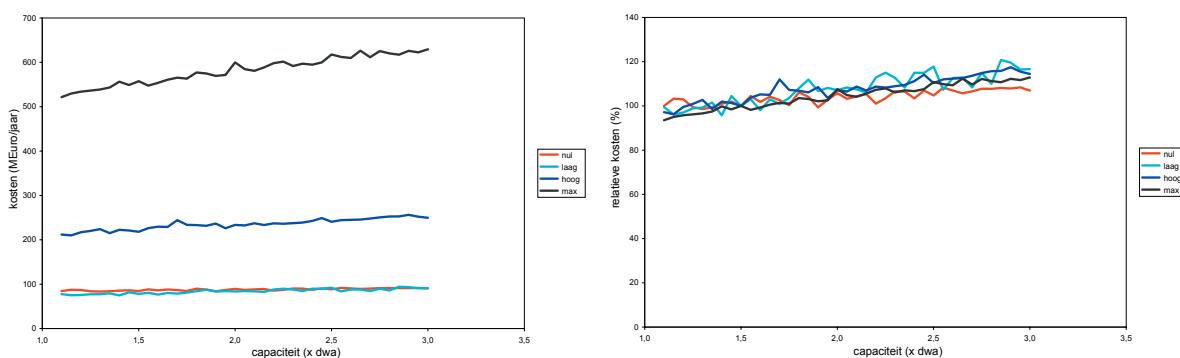 kosten (MEuro/jaar)
700
600
500
400
300
200
100
0
1,0 1,5 2,0 2,5 3,0 3,5
capaciteit (x dwa)
nul
laag
hoog
max
relatieve kosten (%)
140
120
100
80
60
40
20
0
1,0 1,5 2,0 2,5 3,0 3,5
capaciteit (x dwa)
nul
laag
hoog
max